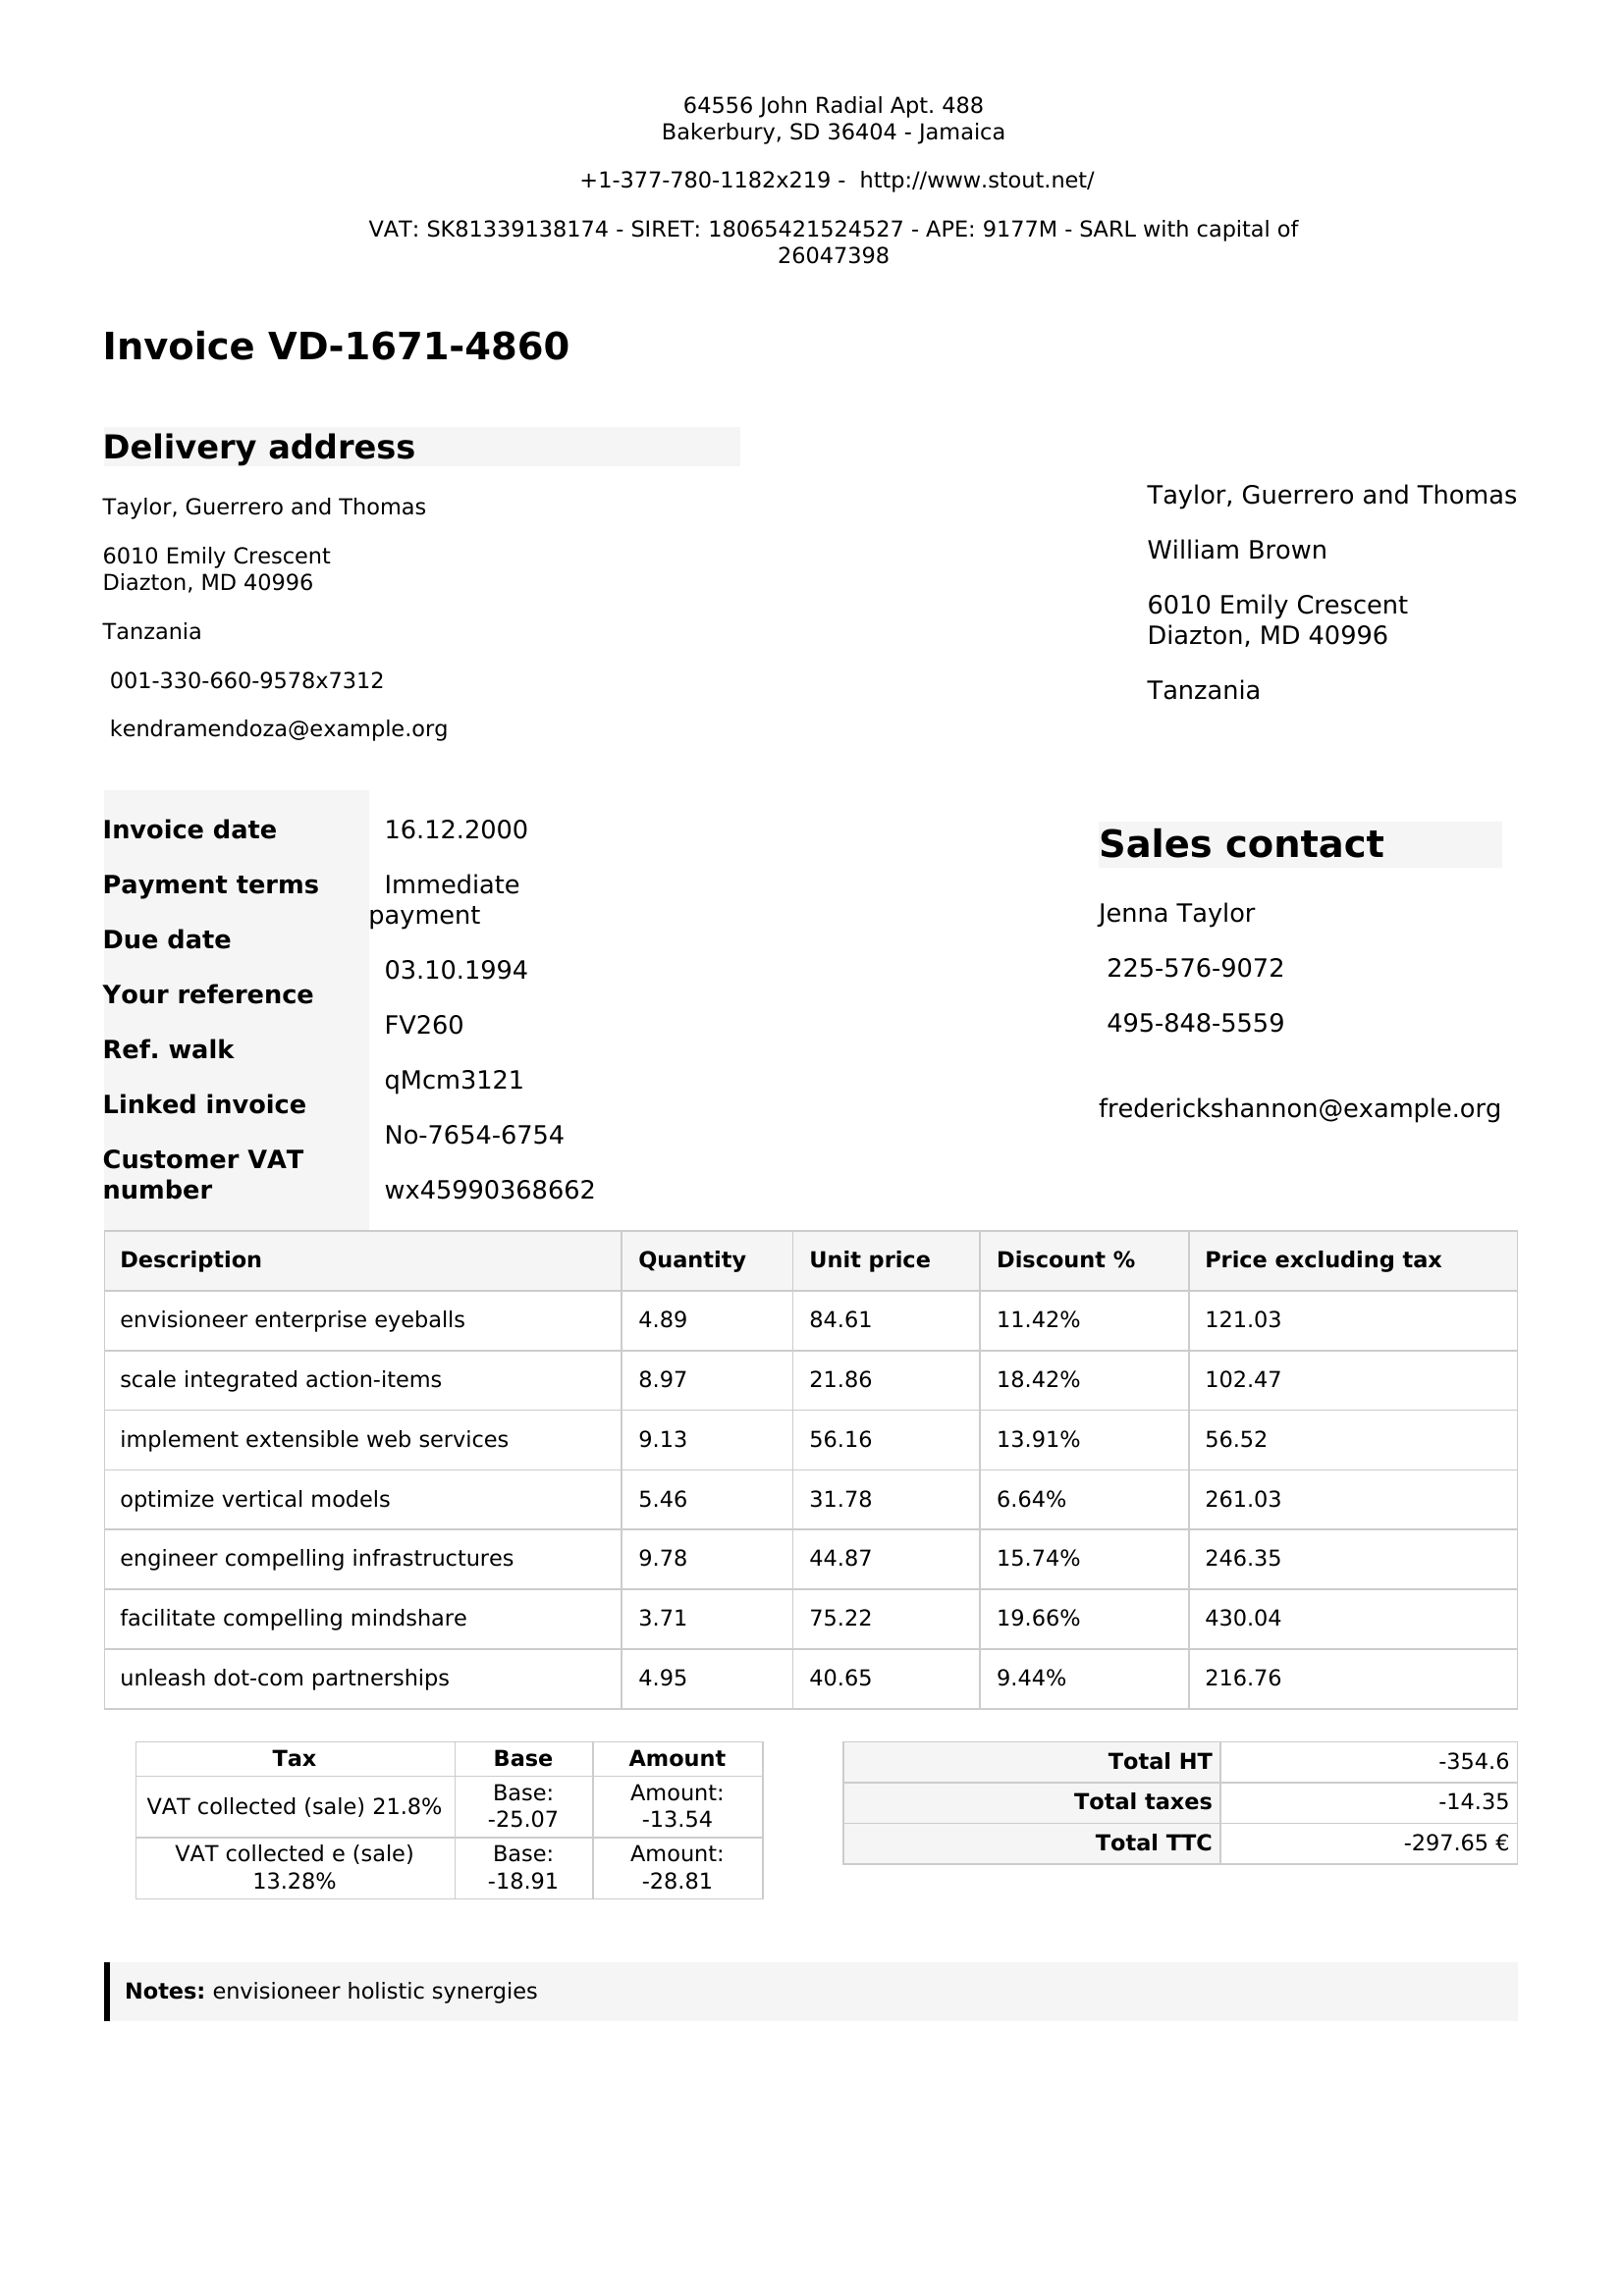 64556 John Radial Apt. 488
Bakerbury, SD 36404 - Jamaica
+1-377-780-1182x219 -  http://www.stout.net/
VAT: SK81339138174 - SIRET: 18065421524527 - APE: 9177M - SARL with capital of
26047398
Invoice VD-1671-4860
Delivery address
Taylor, Guerrero and Thomas
6010 Emily Crescent
Diazton, MD 40996
Tanzania
001-330-660-9578x7312
kendramendoza@example.org
Taylor, Guerrero and Thomas
William Brown
6010 Emily Crescent
Diazton, MD 40996
Tanzania
Invoice date
Payment terms
Due date
Your reference
Ref. walk
Linked invoice
Customer VAT
number
16.12.2000
Immediate
payment
03.10.1994
FV260
qMcm3121
No-7654-6754
wx45990368662
Sales contact
Jenna Taylor
225-576-9072
495-848-5559
frederickshannon@example.org
Description Quantity Unit price Discount % Price excluding tax
envisioneer enterprise eyeballs 4.89 84.61 11.42% 121.03
scale integrated action-items 8.97 21.86 18.42% 102.47
implement extensible web services 9.13 56.16 13.91% 56.52
optimize vertical models 5.46 31.78 6.64% 261.03
engineer compelling infrastructures 9.78 44.87 15.74% 246.35
facilitate compelling mindshare 3.71 75.22 19.66% 430.04
unleash dot-com partnerships 4.95 40.65 9.44% 216.76
Tax Base Amount
VAT collected (sale) 21.8% Base: -25.07 Amount: -13.54
VAT collected e (sale) 13.28% Base: -18.91 Amount: -28.81
Total HT -354.6
Total taxes -14.35
Total TTC -297.65 €
Notes: envisioneer holistic synergies